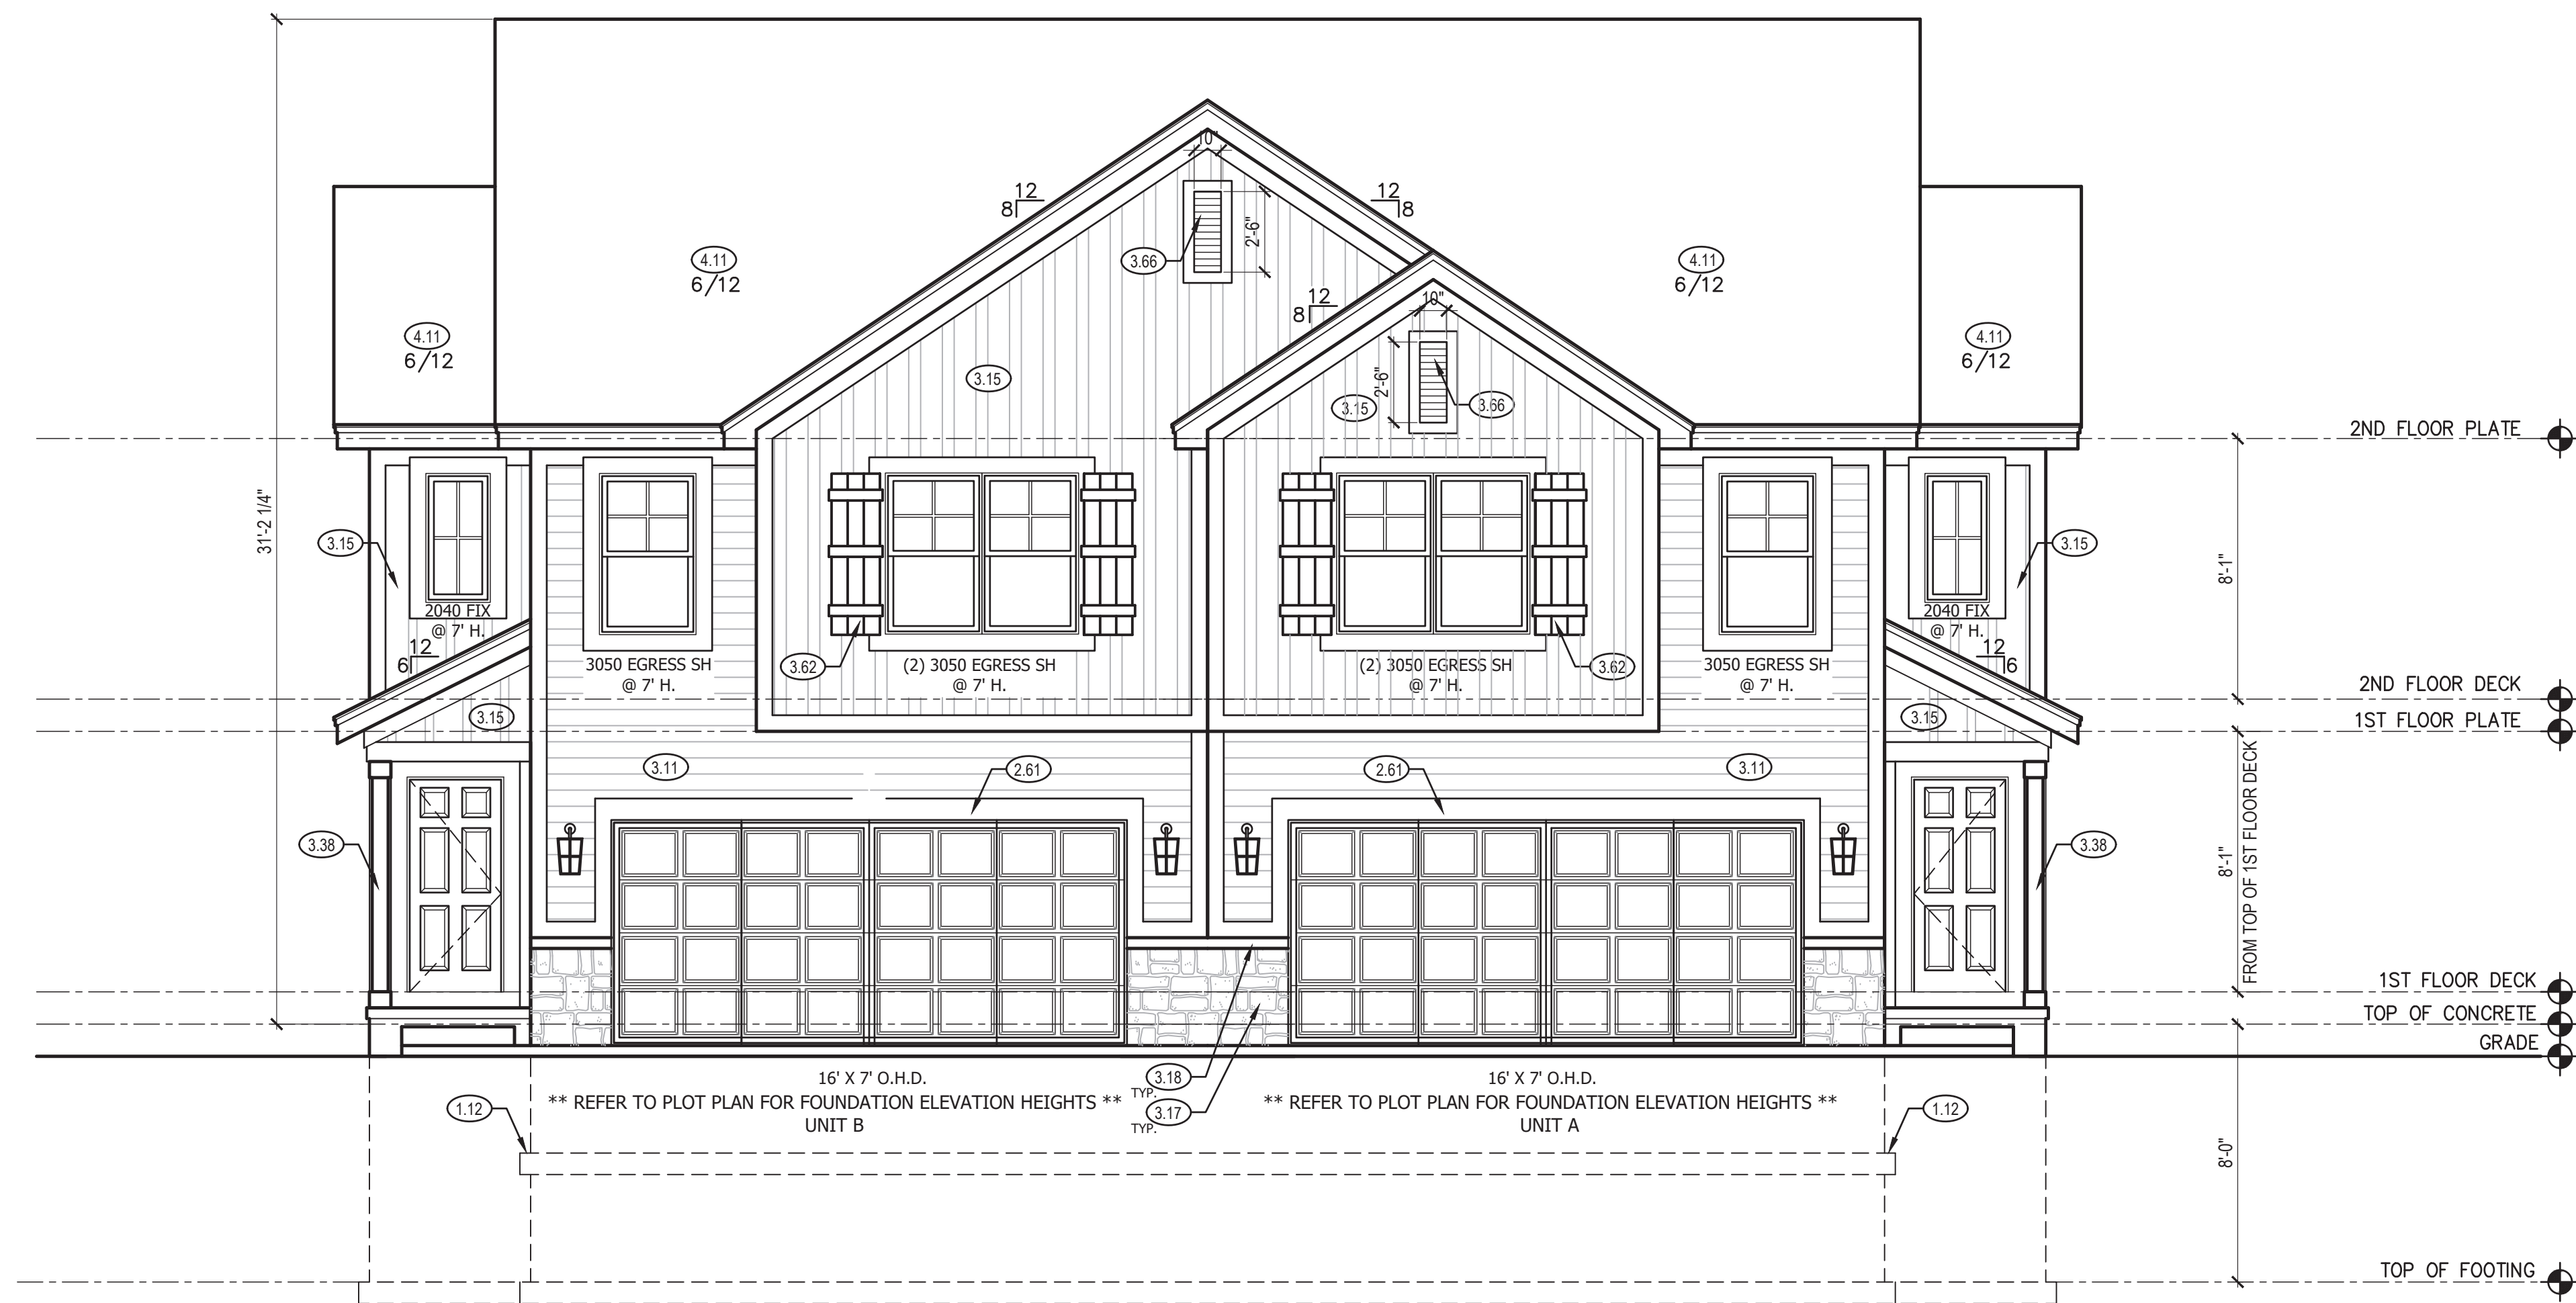 10"
12
8
12
8
2'-6"
3.66
4.11
6/12
4.11
6/12
12
8
10"
4.11
6/12
4.11
6/12
3.15
2'-6"
3.15
3.66
2ND FLOOR PLATE
31'-2 1/4"
3.15
3.15
8'-1"
2040 FIX
@ 7' H.
2040 FIX
@ 7' H.
12
6
12
6
3050 EGRESS SH
@ 7' H.
3.62
(2) 3050 EGRESS SH
@ 7' H.
(2) 3050 EGRESS SH
@ 7' H.
3.62
3050 EGRESS SH
@ 7' H.
2ND FLOOR DECK
3.15
3.15
1ST FLOOR PLATE
3.11
2.61
2.61
3.11
3.38
3.38
8'-1"
FROM TOP OF 1ST FLOOR DECK
1ST FLOOR DECK
TOP OF CONCRETE
GRADE
16' X 7' O.H.D.
** REFER TO PLOT PLAN FOR FOUNDATION ELEVATION HEIGHTS **
UNIT B
3.18
TYP.
3.17
TYP.
16' X 7' O.H.D.
** REFER TO PLOT PLAN FOR FOUNDATION ELEVATION HEIGHTS **
UNIT A
1.12
1.12
8'-0"
TOP OF FOOTING